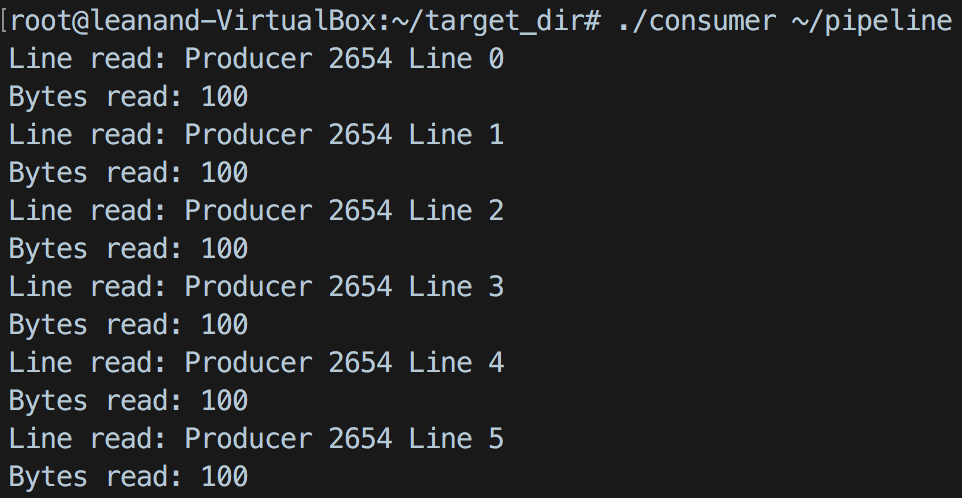 [root@leanand-VirtualBox:~/target_dir# ./consumer ~/pipeline
Line read: Producer 2654 Line 0
Bytes read: 100
Line read: Producer 2654 Line 1
Bytes read: 100
Line read: Producer 2654 Line 2
Bytes read: 100
Line read: Producer 2654 Line 3
Bytes read: 100
Line read: Producer 2654 Line 4
Bytes read: 100
Line read: Producer 2654 Line 5
Bytes read: 100